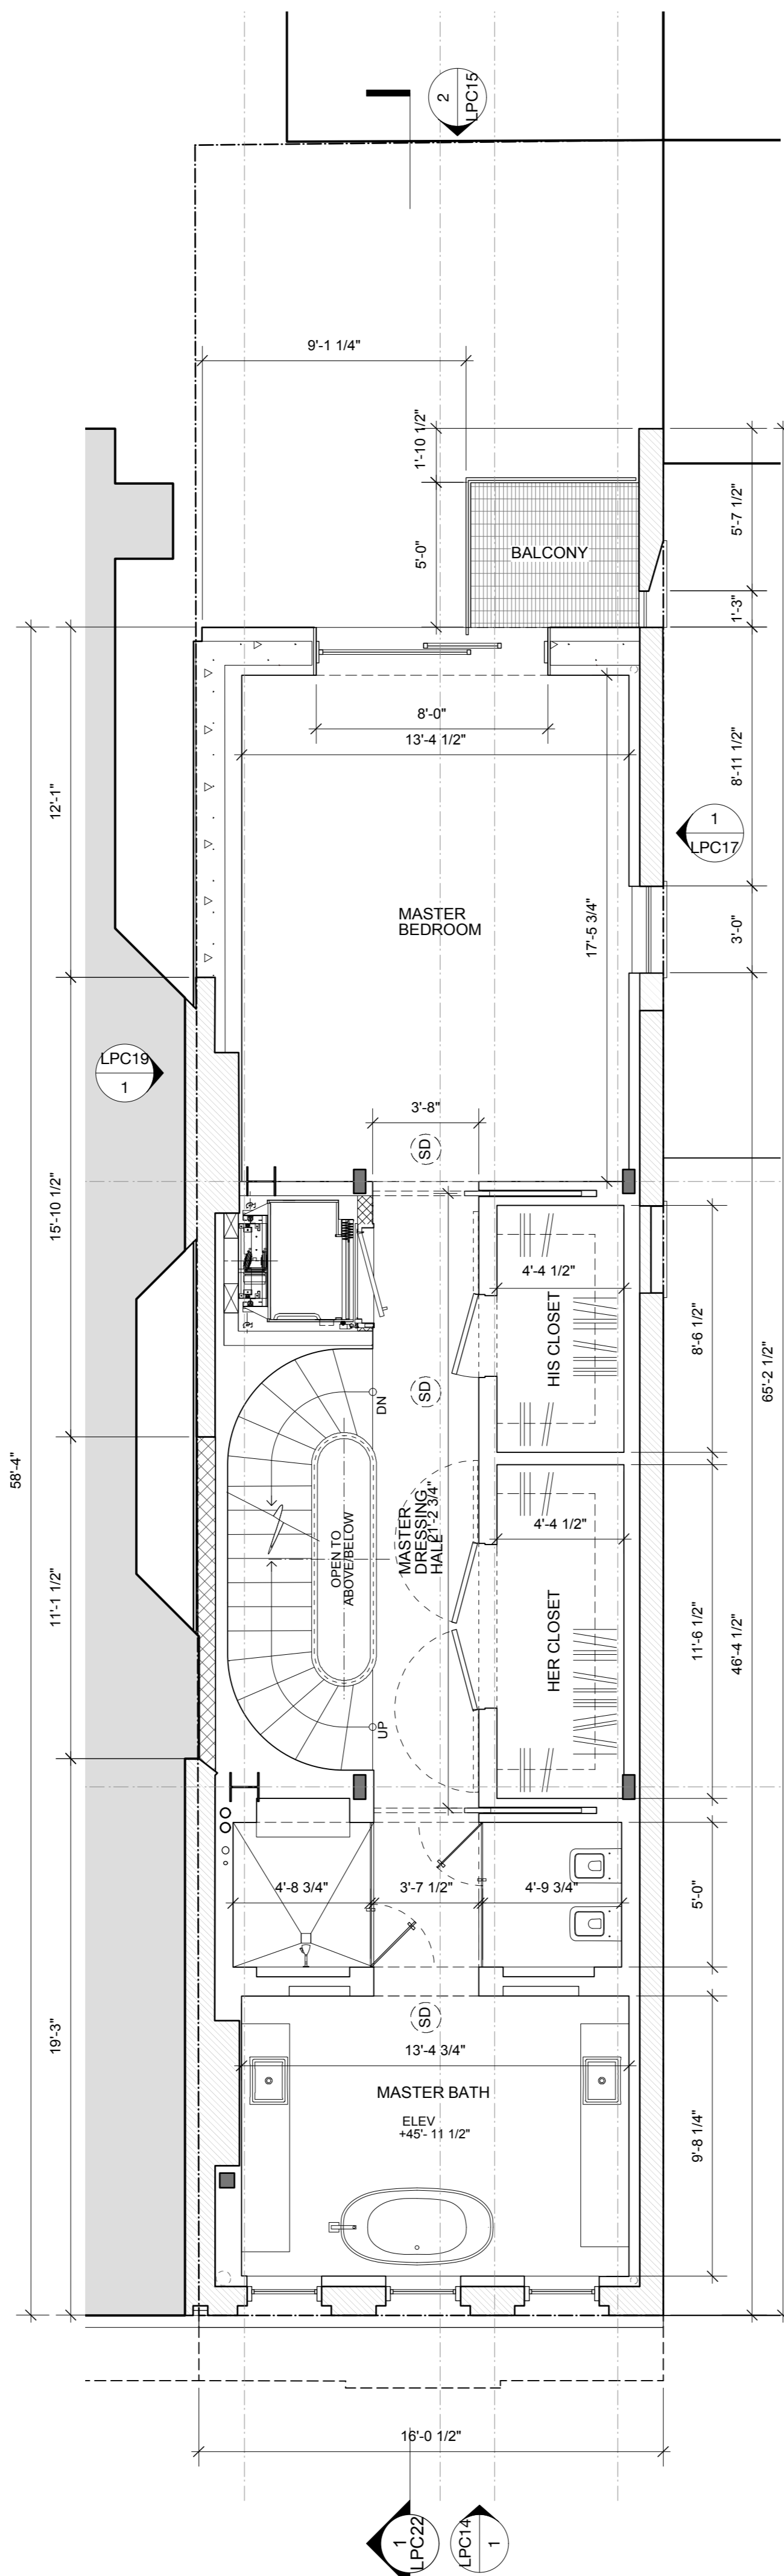 2
LPC15
9'-1 1/4"
1'-10 1/2"
5'-0"
BALCONY
5'-7 1/2"
1'-3"
8'-0"
13'-4 1/2"
8'-11 1/2"
12'-1"
1
LPC17
MASTER
BEDROOM
17'-5 3/4"
3'-0"
LPC19
1
3'-8"
SD
15'-10 1/2"
4'-4 1/2"
HIS CLOSET
8'-6 1/2"
65'-2 1/2"
SD
DN
58'-4"
OPEN TO
ABOVE/BELOW
MASTER
DRESSING
HALL
21'-2 3/4"
4'-4 1/2"
HER CLOSET
11'-1 1/2"
11'-6 1/2"
46'-4 1/2"
UP
4'-8 3/4"
3'-7 1/2"
4'-9 3/4"
5'-0"
19'-3"
SD
13'-4 3/4"
MASTER BATH
ELEV
+45'- 11 1/2"
9'-8 1/4"
16'-0 1/2"
1
LPC22
LPC14
1